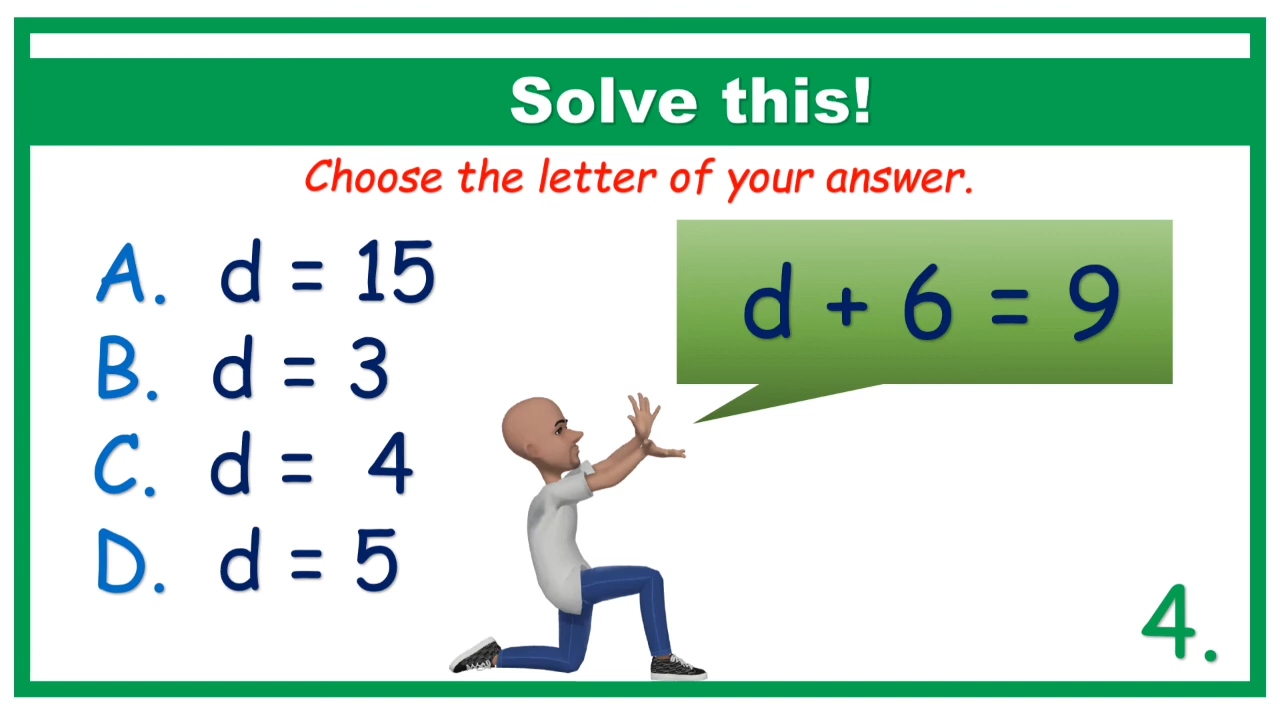 Solve this!
Choose the letter of your answer.
A. d = 15
B. d = 3
C. d = 4
D. d = 5
d + 6 = 9
4.